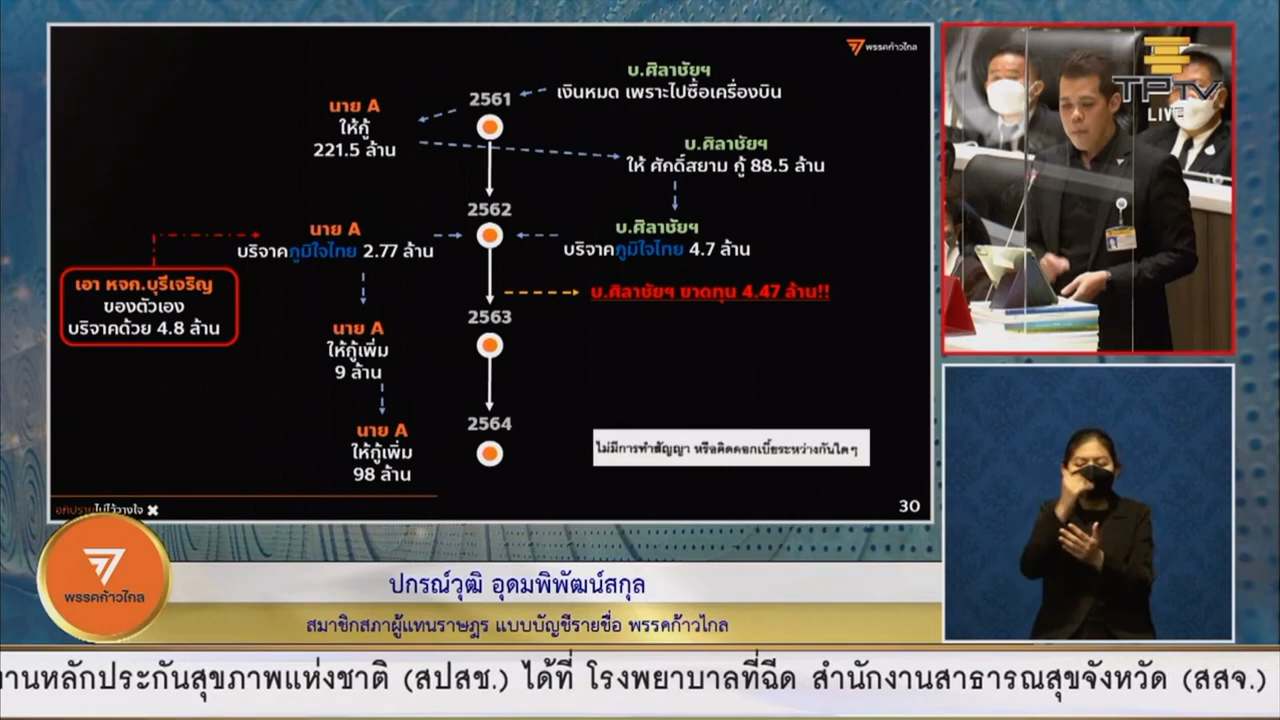 พรรคก้าวไกล
บ.ศิลาชัยฯ
เงินหมด เพราะไปซื้อเครื่องบิน
2561
นาย A
ให้กู้
221.5 ล้าน
บ.ศิลาชัยฯ
ให้ ศักดิ์สยาม กู้ 88.5 ล้าน
2562
นาย A
บริจาคภูมิใจไทย 2.77 ล้าน
บ.ศิลาชัยฯ
บริจาคภูมิใจไทย 4.7 ล้าน
เอา หจก.บุรีเจริญ
ของตัวเอง
บริจาคด้วย 4.8 ล้าน
บ.ศิลาชัยฯ ขาดทุน 4.47 ล้าน!!
2563
นาย A
ให้กู้เพิ่ม
9 ล้าน
2564
นาย A
ให้กู้เพิ่ม
98 ล้าน
ไม่มีการทำสัญญา หรือคิดดอกเบี้ยระหว่างกันใดๆ
อภิปรายไม่ไว้วางใจ
30
TPTV
LIVE
พรรคก้าวไกล
ปกรณ์วุฒิ อุดมพิพัฒน์สกุล
สมาชิกสภาผู้แทนราษฎร แบบบัญชีรายชื่อ พรรคก้าวไกล
านหลักประกันสุขภาพแห่งชาติ (สปสช.) ได้ที่ โรงพยาบาลที่ฉีด สำนักงานสาธารณสุขจังหวัด (สสจ.)